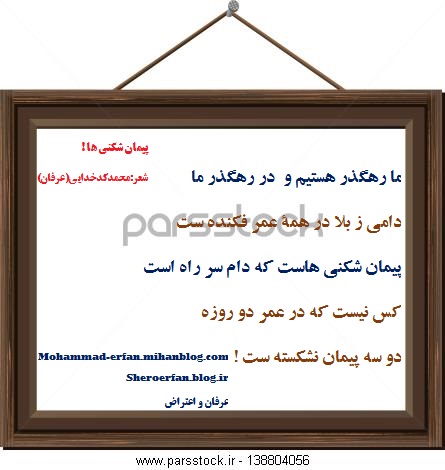 پیمان شکنی ها !
شعر:محمدکدخدایی(عرفان)
ما رهگذر هستیم و در رهگذر ما
دامی ز بلا در همهٔ عمر فکنده ست
پیمان شکنی هاست که دام سر راه است
کس نیست که در عمر دو روزه
دو سه پیمان نشکسته ست !
Mohammad-erfan.mihanblog.com
Sheroerfan.blog.ir
عرفان و اعتراض
parsstock
پارس استاک
www.parsstock.ir - 138804056